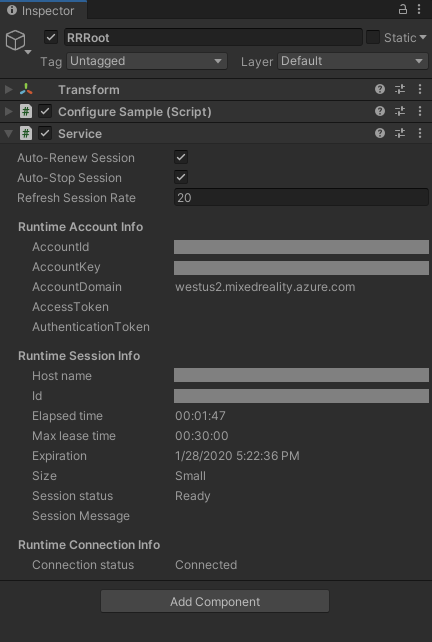 Inspector
RRRoot Static
Tag Untagged Layer Default
Transform
# Configure Sample (Script)
# Service
Auto-Renew Session
Auto-Stop Session
Refresh Session Rate 20
Runtime Account Info
AccountId
AccountKey
AccountDomain westus2.mixedreality.azure.com
AccessToken
AuthenticationToken
Runtime Session Info
Host name
Id
Elapsed time 00:01:47
Max lease time 00:30:00
Expiration 1/28/2020 5:22:36 PM
Size Small
Session status Ready
Session Message
Runtime Connection Info
Connection status Connected
Add Component